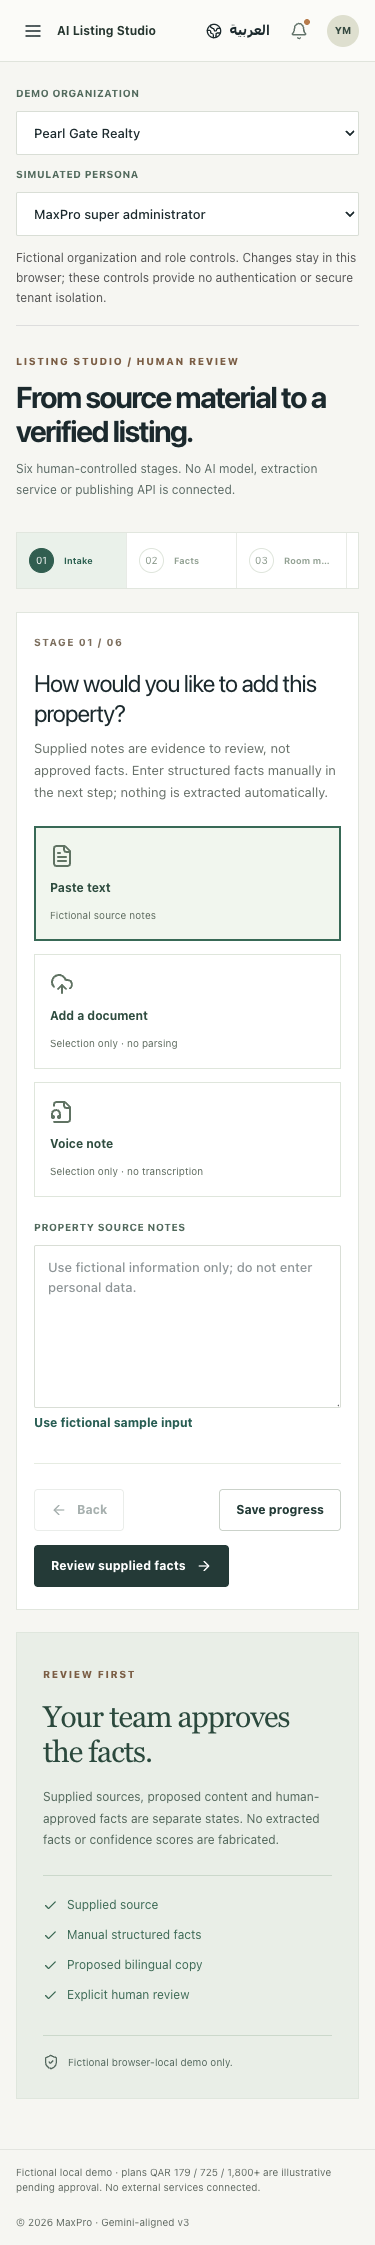 AI Listing Studio
العربية
YM
DEMO ORGANIZATION
Pearl Gate Realty
SIMULATED PERSONA
MaxPro super administrator
Fictional organization and role controls. Changes stay in this
browser; these controls provide no authentication or secure
tenant isolation.
LISTING STUDIO / HUMAN REVIEW
From source material to a
verified listing.
Six human-controlled stages. No AI model, extraction
service or publishing API is connected.
01 Intake
02 Facts
03 Room m...
STAGE 01 / 06
How would you like to add this
property?
Supplied notes are evidence to review, not
approved facts. Enter structured facts manually in
the next step; nothing is extracted automatically.
Paste text
Fictional source notes
Add a document
Selection only · no parsing
Voice note
Selection only · no transcription
PROPERTY SOURCE NOTES
Use fictional information only; do not enter
personal data.
Use fictional sample input
Back
Save progress
Review supplied facts
REVIEW FIRST
Your team approves
the facts.
Supplied sources, proposed content and human-
approved facts are separate states. No extracted
facts or confidence scores are fabricated.
Supplied source
Manual structured facts
Proposed bilingual copy
Explicit human review
Fictional browser-local demo only.
Fictional local demo · plans QAR 179 / 725 / 1,800+ are illustrative
pending approval. No external services connected.
© 2026 MaxPro · Gemini-aligned v3